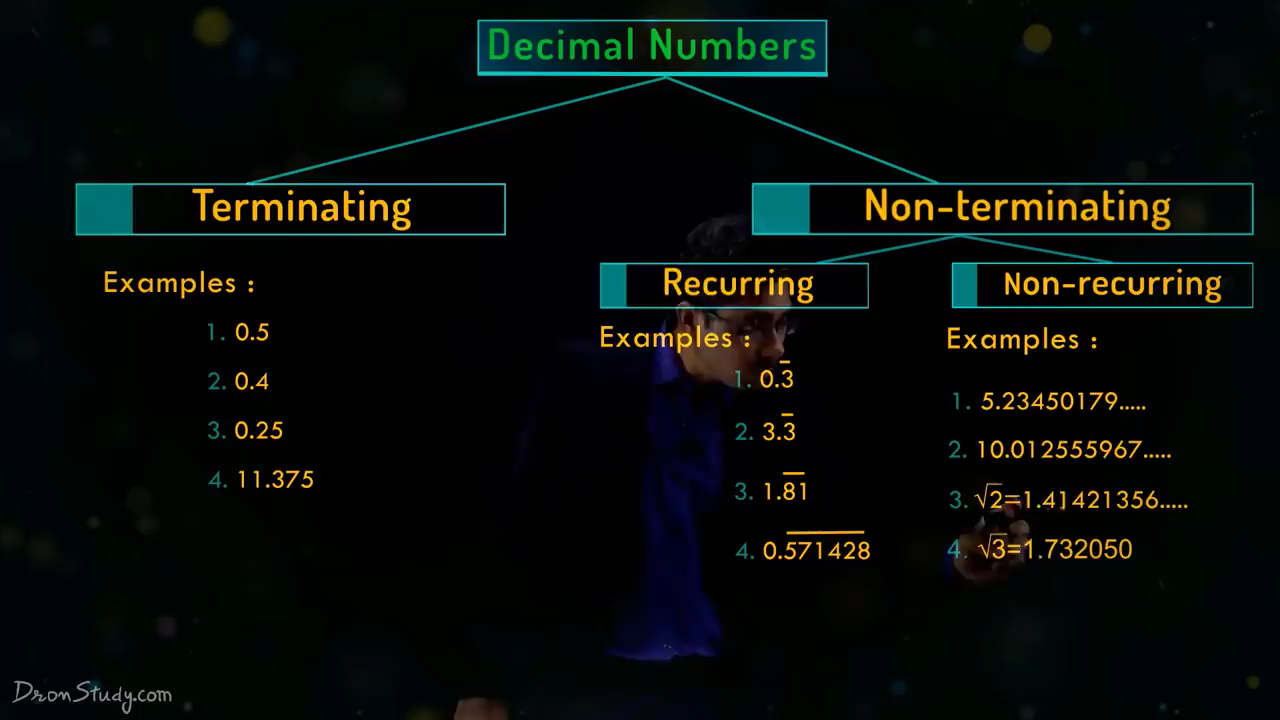 Decimal Numbers
Terminating
Non-terminating
Examples :
1. 0.5
2. 0.4
3. 0.25
4. 11.375
Recurring
Examples :
1. 0.3̅
2. 3.3̅
3. 1.8̅1̅
4. 0.5̅7̅1̅4̅2̅8̅
Non-recurring
Examples :
1. 5.23450179.....
2. 10.012555967.....
3. √2=1.41421356.....
4. √3=1.732050
DronStudy.com